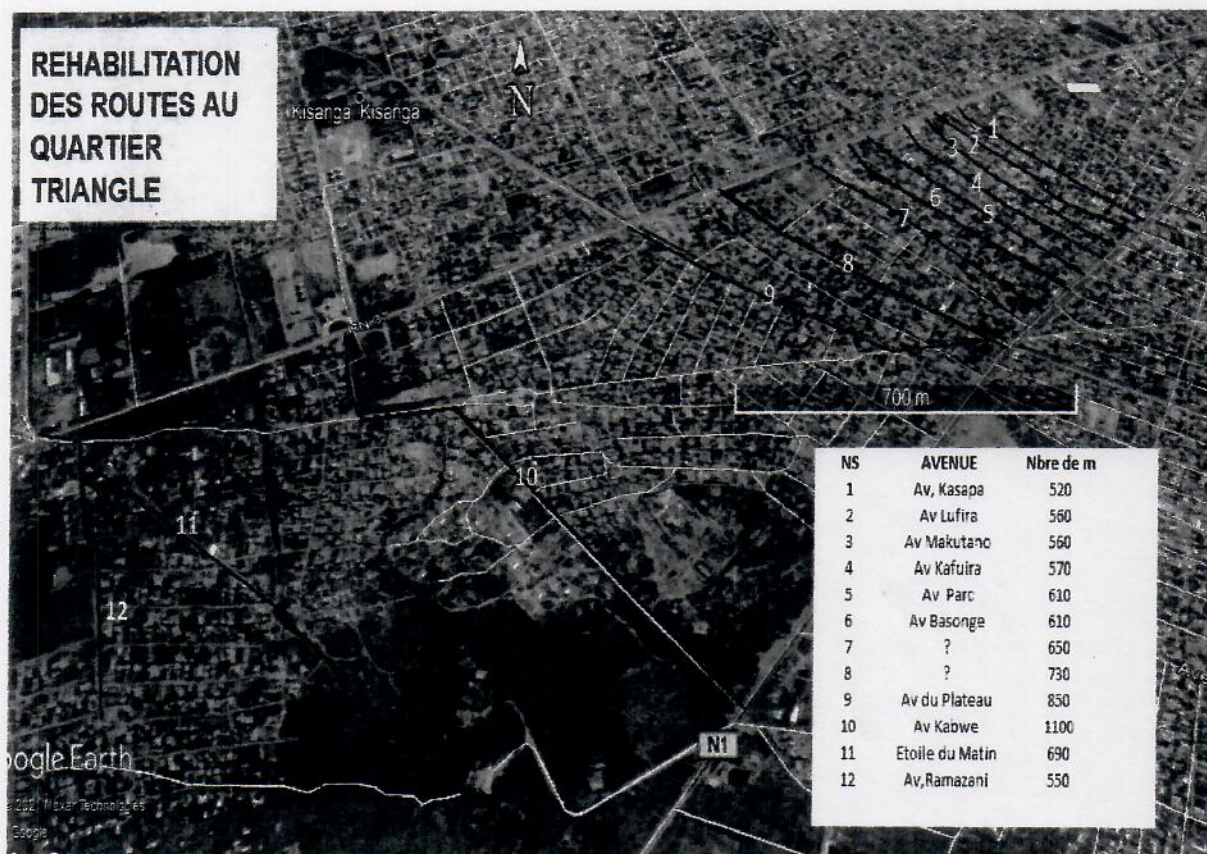 REHABILITATION
DES ROUTES AU
QUARTIER
TRIANGLE
Kisanga Kisanga
N
1
2
3
4
5
6
7
8
9
700 m
10
11
12
N1
NS AVENUE Nbre de m
1 Av, Kasapa 520
2 Av Lufira 560
3 Av Makutano 560
4 Av Kafuira 570
5 Av Parc 610
6 Av Basonge 610
7 ? 650
8 ? 730
9 Av du Plateau 850
10 Av Kabwe 1100
11 Etoile du Matin 690
12 Av,Ramazani 550
oogle Earth
Maxar Technologies
Google